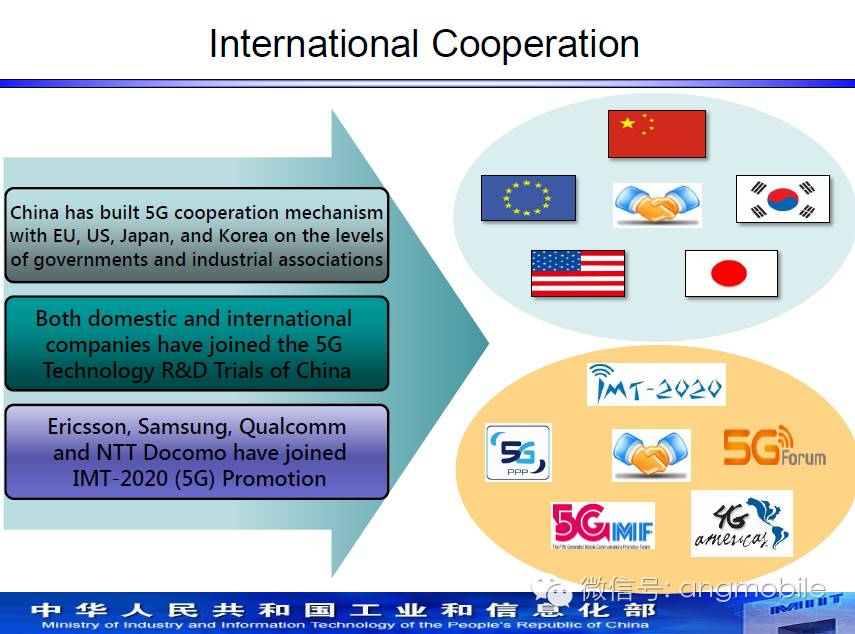 International Cooperation
China has built 5G cooperation mechanism
with EU, US, Japan, and Korea on the levels
of governments and industrial associations
Both domestic and international
companies have joined the 5G
Technology R&D Trials of China
Ericsson, Samsung, Qualcomm
and NTT Docomo have joined
IMT-2020 (5G) Promotion
IMT-2020
5G
PPP
5G Forum
5G MF
The Fifth Generation Mobile Communications Promotion Forum
4G
americas
微信号: angmobile
中华人民共和国工业和信息化部
Ministry of Industry and Information Technology of the People's Republic of China
MIIT